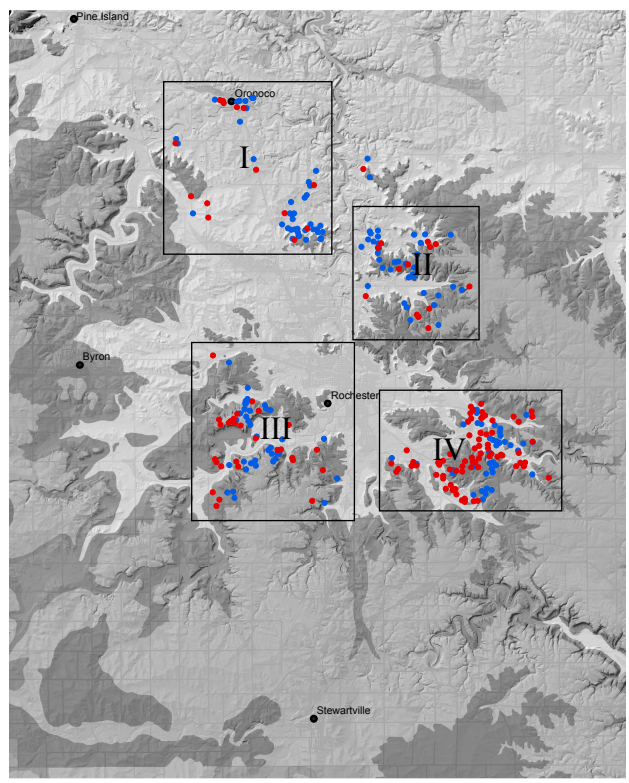 Pine Island
Oronoco
I
II
Byron
Rochester
III
IV
Stewartville